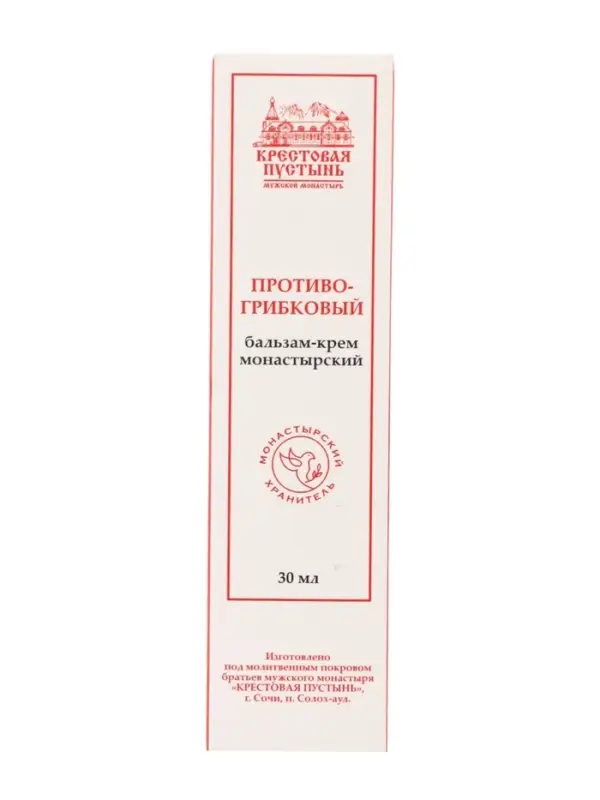 КРЕСТОВАЯ
ПУСТЫНЬ
МУЖСКОЙ МОНАСТЫРЬ
ПРОТИВО-
ГРИБКОВЫЙ
бальзам-крем
монастырский
МОНАСТЫРСКИЙ
ХРАНИТЕЛЬ
30 мл
Изготовлено
под молитвенным покровом
братьев мужского монастыря
«КРЕСТОВАЯ ПУСТЫНЬ»,
г. Сочи, п. Солох-аул.